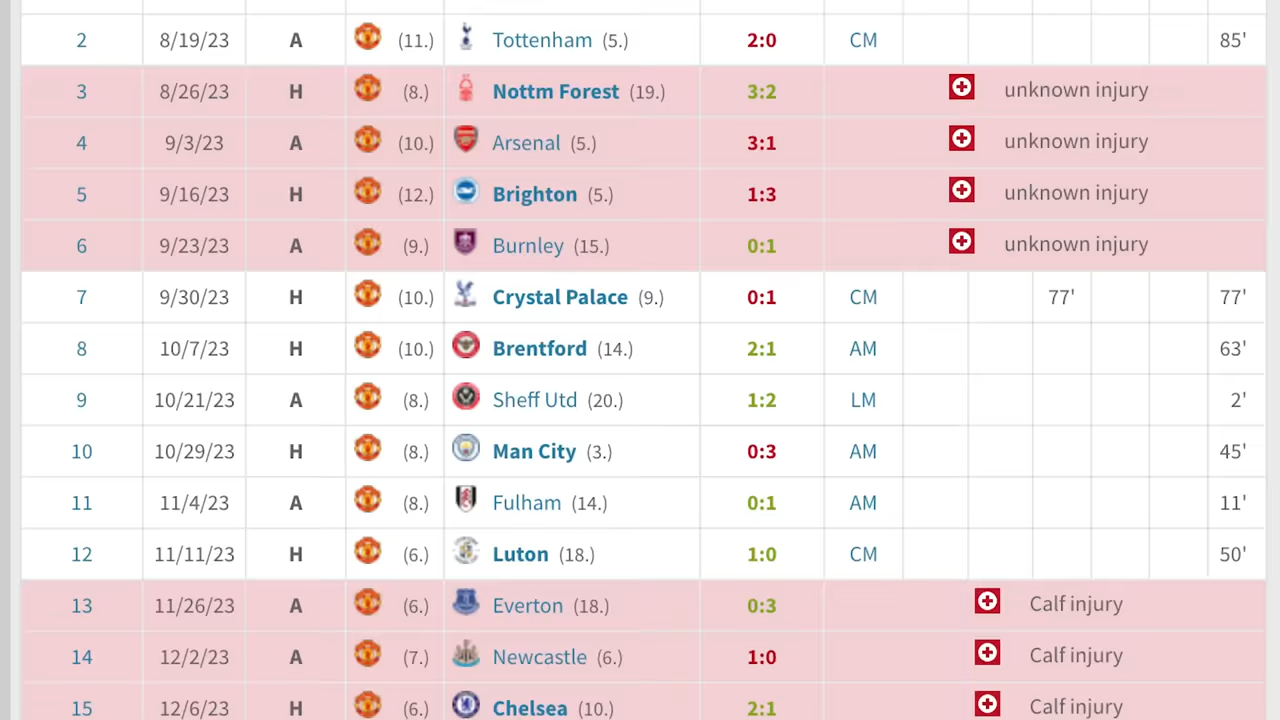 2 8/19/23 A (11.) Tottenham (5.) 2:0 CM 85'
3 8/26/23 H (8.) Nottm Forest (19.) 3:2 unknown injury
4 9/3/23 A (10.) Arsenal (5.) 3:1 unknown injury
5 9/16/23 H (12.) Brighton (5.) 1:3 unknown injury
6 9/23/23 A (9.) Burnley (15.) 0:1 unknown injury
7 9/30/23 H (10.) Crystal Palace (9.) 0:1 CM 77' 77'
8 10/7/23 H (10.) Brentford (14.) 2:1 AM 63'
9 10/21/23 A (8.) Sheff Utd (20.) 1:2 LM 2'
10 10/29/23 H (8.) Man City (3.) 0:3 AM 45'
11 11/4/23 A (8.) Fulham (14.) 0:1 AM 11'
12 11/11/23 H (6.) Luton (18.) 1:0 CM 50'
13 11/26/23 A (6.) Everton (18.) 0:3 Calf injury
14 12/2/23 A (7.) Newcastle (6.) 1:0 Calf injury
15 12/6/23 H (6.) Chelsea (10.) 2:1 Calf injury